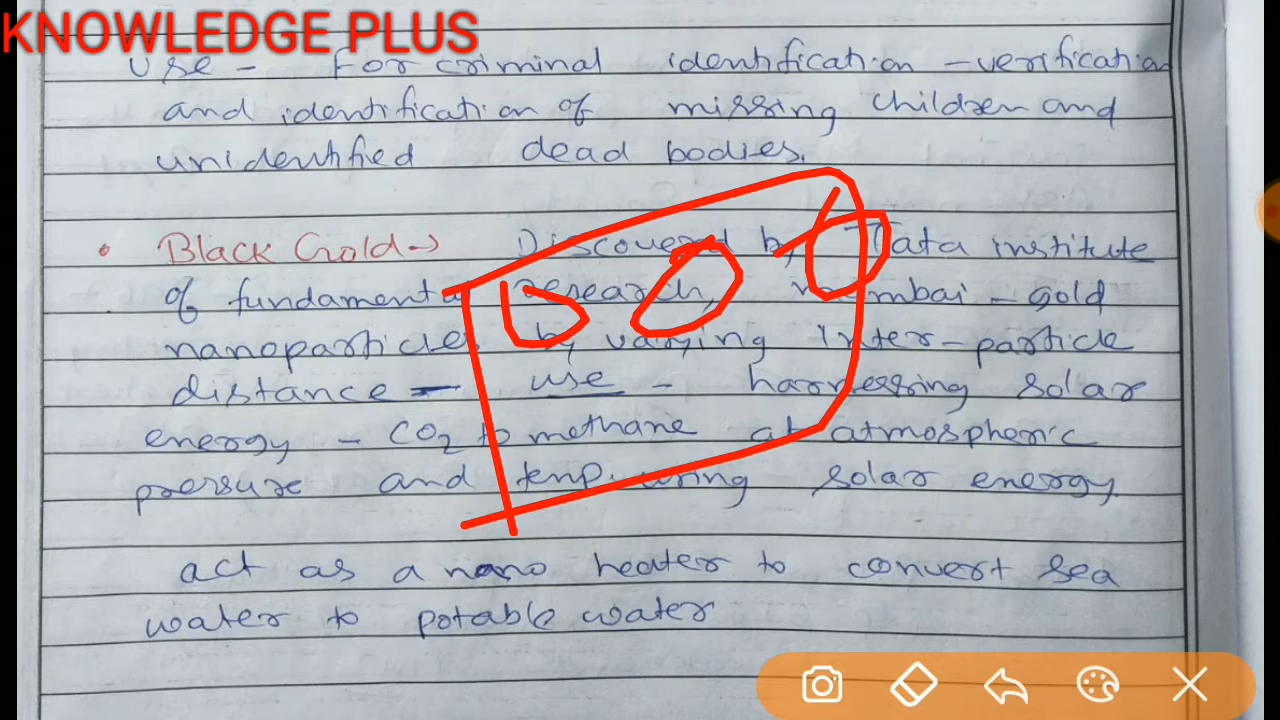 KNOWLEDGE PLUS
Use - For criminal identification - verification
and identification of missing children and
unidentified dead bodies.
• Black Gold → Discovered by Tata institute
of fundamental research, mumbai - gold
nanoparticles by varying inter-particle
distance - use - harnessing solar
energy - CO2 to methane at atmospheric
pressure and temp. using solar energy.
act as a nano heater to convert sea
water to potable water